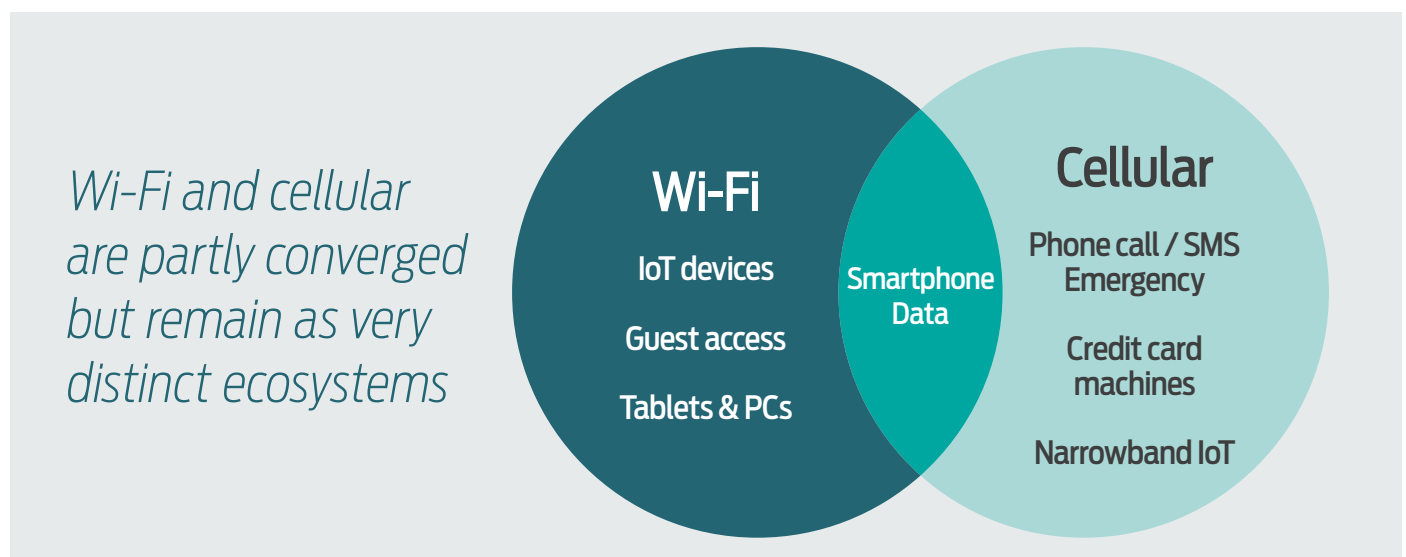 Wi-Fi and cellular
are partly converged
but remain as very
distinct ecosystems
Wi-Fi
IoT devices
Guest access
Tablets & PCs
Smartphone
Data
Cellular
Phone call / SMS
Emergency
Credit card
machines
Narrowband IoT